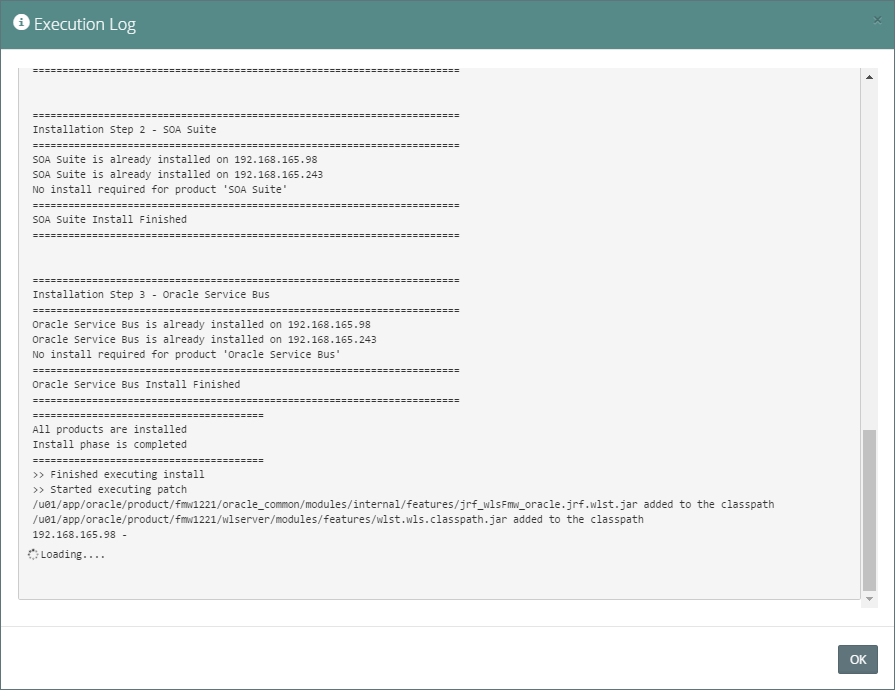 Execution Log
×
========================================================================
========================================================================
Installation Step 2 - SOA Suite
========================================================================
SOA Suite is already installed on 192.168.165.98
SOA Suite is already installed on 192.168.165.243
No install required for product 'SOA Suite'
========================================================================
SOA Suite Install Finished
========================================================================
========================================================================
Installation Step 3 - Oracle Service Bus
========================================================================
Oracle Service Bus is already installed on 192.168.165.98
Oracle Service Bus is already installed on 192.168.165.243
No install required for product 'Oracle Service Bus'
========================================================================
Oracle Service Bus Install Finished
========================================================================
=======================================
All products are installed
Install phase is completed
=======================================
>> Finished executing install
>> Started executing patch
/u01/app/oracle/product/fmw1221/oracle_common/modules/internal/features/jrf_wlsFmw_oracle.jrf.wlst.jar added to the classpath
/u01/app/oracle/product/fmw1221/wlserver/modules/features/wlst.wls.classpath.jar added to the classpath
192.168.165.98 -
Loading....
OK